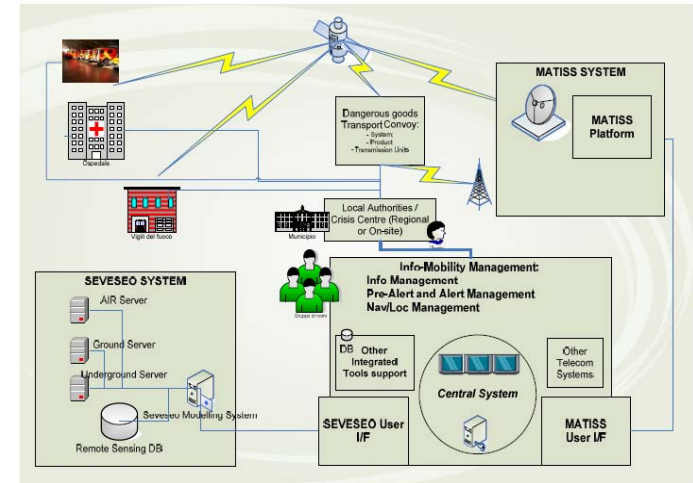 MATISS SYSTEM
MATISS
Platform
Dangerous goods
Transport Convoy:
- System
- Product
- Transmission Units
Ospedale
Vigili del fuoco
Municipio
Local Authorities /
Crisis Centre (Regional
or On-site)
Info-Mobility Management:
Info Management
Pre-Alert and Alert Management
Nav/Loc Management
SEVESEO SYSTEM
AIR Server
Ground Server
Underground Server
Seveseo Modelling System
Remote Sensing DB
DB
Other
Integrated
Tools support
Central System
Other
Telecom
Systems
SEVESEO User
I/F
MATISS
User I/F